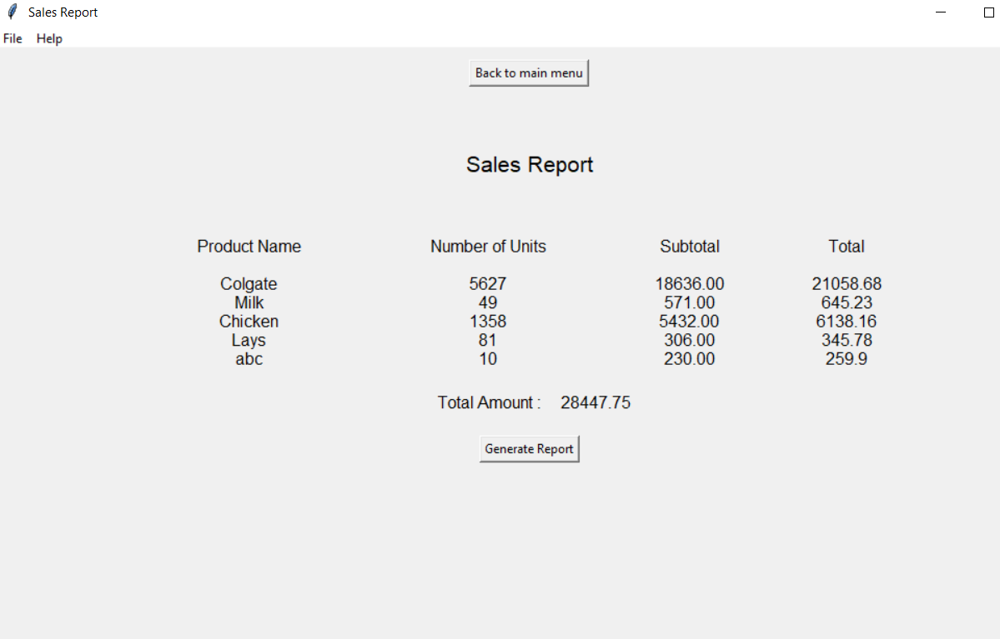 Sales Report
File Help
Back to main menu
Sales Report
Product Name Number of Units Subtotal Total
Colgate 5627 18636.00 21058.68
Milk 49 571.00 645.23
Chicken 1358 5432.00 6138.16
Lays 81 306.00 345.78
abc 10 230.00 259.9
Total Amount : 28447.75
Generate Report